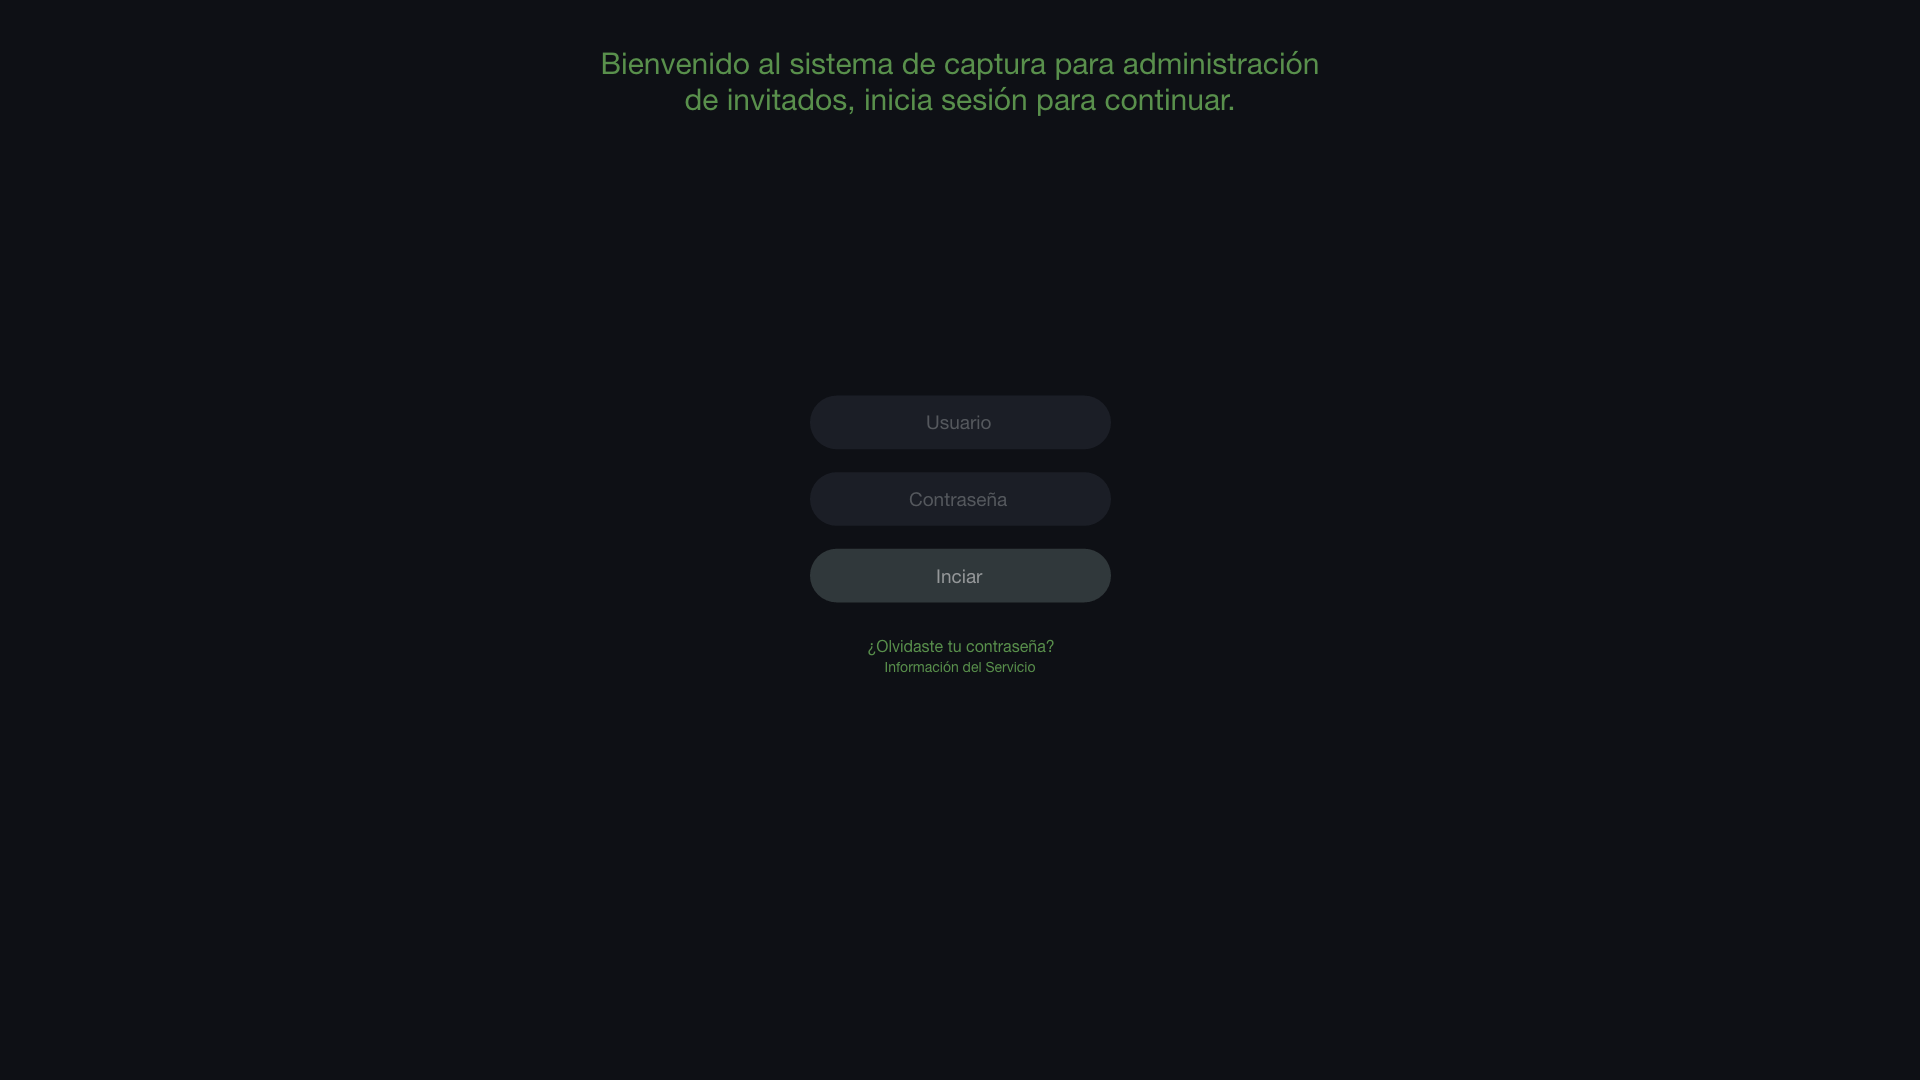 Bienvenido al sistema de captura para administración
de invitados, inicia sesión para continuar.
Usuario
Contraseña
Inciar
¿Olvidaste tu contraseña?
Información del Servicio